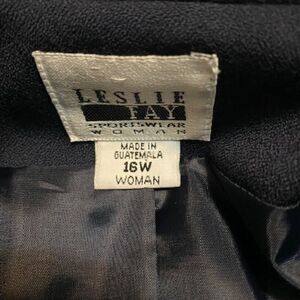 LESLIE
FAY
SPORTSWEAR
WOMAN
MADE IN
GUATEMALA
16W
WOMAN